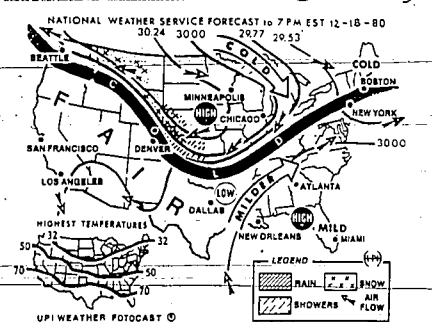 NATIONAL WEATHER SERVICE FORECAST to 7 PM EST 12-18-80
30.24 3000 29.77 29.53
COLD
SEATTLE
COLD
BOSTON
MINNEAPOLIS
HIGH
CHICAGO
NEW YORK
FAIR
COLD
SAN FRANCISCO
DENVER
3000
LOS ANGELES
LOW
DALLAS
MILDER
ATLANTA
HIGH
MILD
NEW ORLEANS
MIAMI
HIGHEST TEMPERATURES
32 32
50 50
70 70
LEGEND
RAIN
SNOW
SHOWERS
AIR FLOW
UPI WEATHER FOTOCAST ©